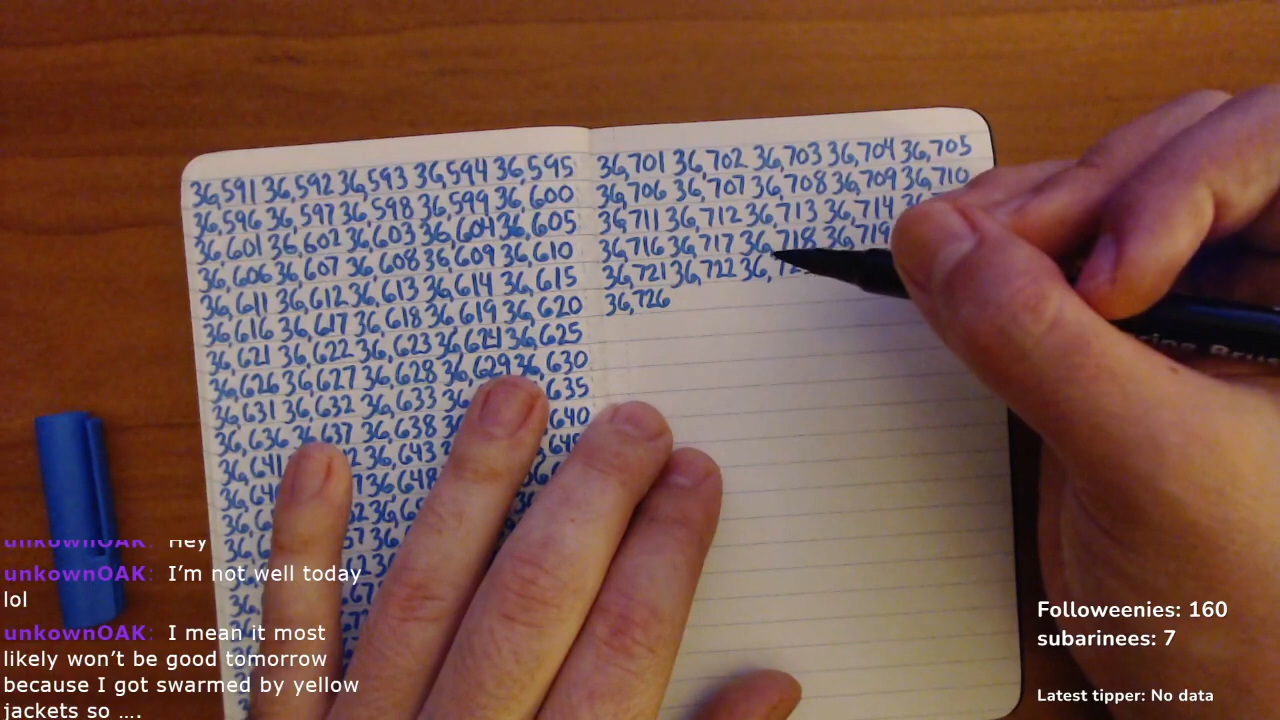 36,591 36,592 36,593 36,594 36,595
36,596 36,597 36,598 36,599 36,600
36,601 36,602 36,603 36,604 36,605
36,606 36,607 36,608 36,609 36,610
36,611 36,612 36,613 36,614 36,615
36,616 36,617 36,618 36,619 36,620
36,621 36,622 36,623 36,624 36,625
36,626 36,627 36,628 36,629 36,630
36,631 36,632 36,633 635
36,636 36,637 36,638 640
36,641 36,643
36,648
36,701 36,702 36,703 36,704 36,705
36,706 36,707 36,708 36,709 36,710
36,711 36,712 36,713 36,714
36,716 36,717 36,718 36,719
36,721 36,722
36,726
unkownOAK: Hey
unkownOAK: I'm not well today
lol
unkownOAK: I mean it most
likely won't be good tomorrow
because I got swarmed by yellow
jackets so ....
Followeenies: 160
subarinees: 7
Latest tipper: No data